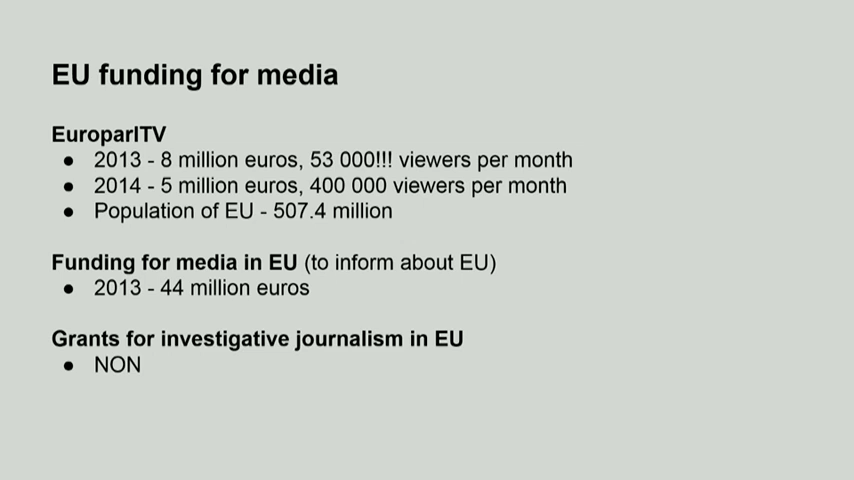 EU funding for media
EuroparlTV
● 2013 - 8 million euros, 53 000!!! viewers per month
● 2014 - 5 million euros, 400 000 viewers per month
● Population of EU - 507.4 million
Funding for media in EU (to inform about EU)
● 2013 - 44 million euros
Grants for investigative journalism in EU
● NON